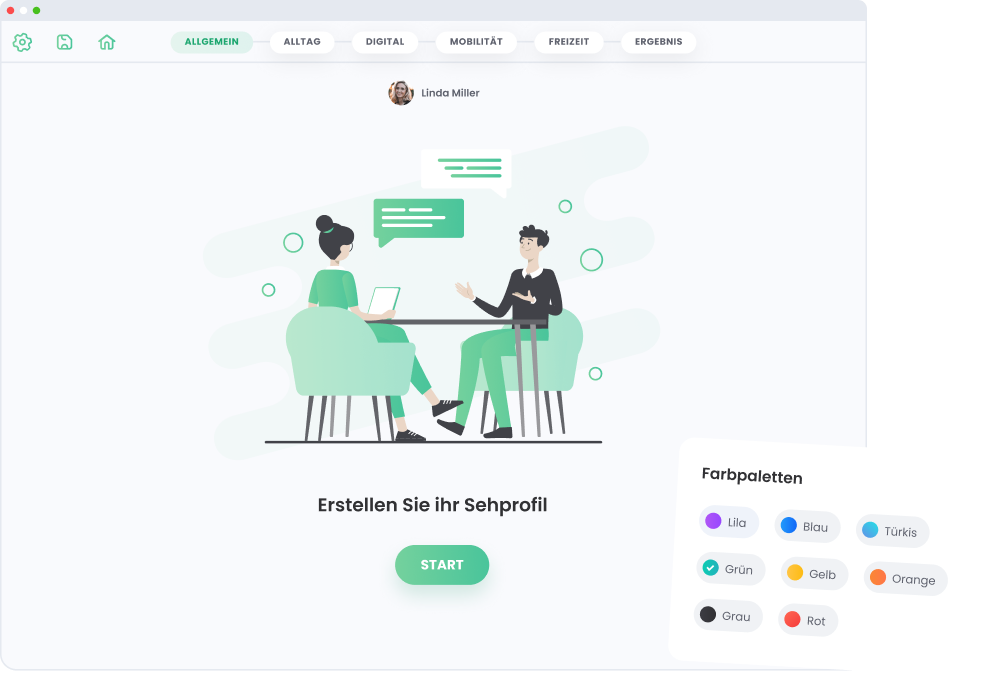 ALLGEMEIN
ALLTAG
DIGITAL
MOBILITÄT
FREIZEIT
ERGEBNIS
Linda Miller
Erstellen Sie ihr Sehprofil
START
Farbpaletten
Lila
Blau
Türkis
Grün
Gelb
Orange
Grau
Rot